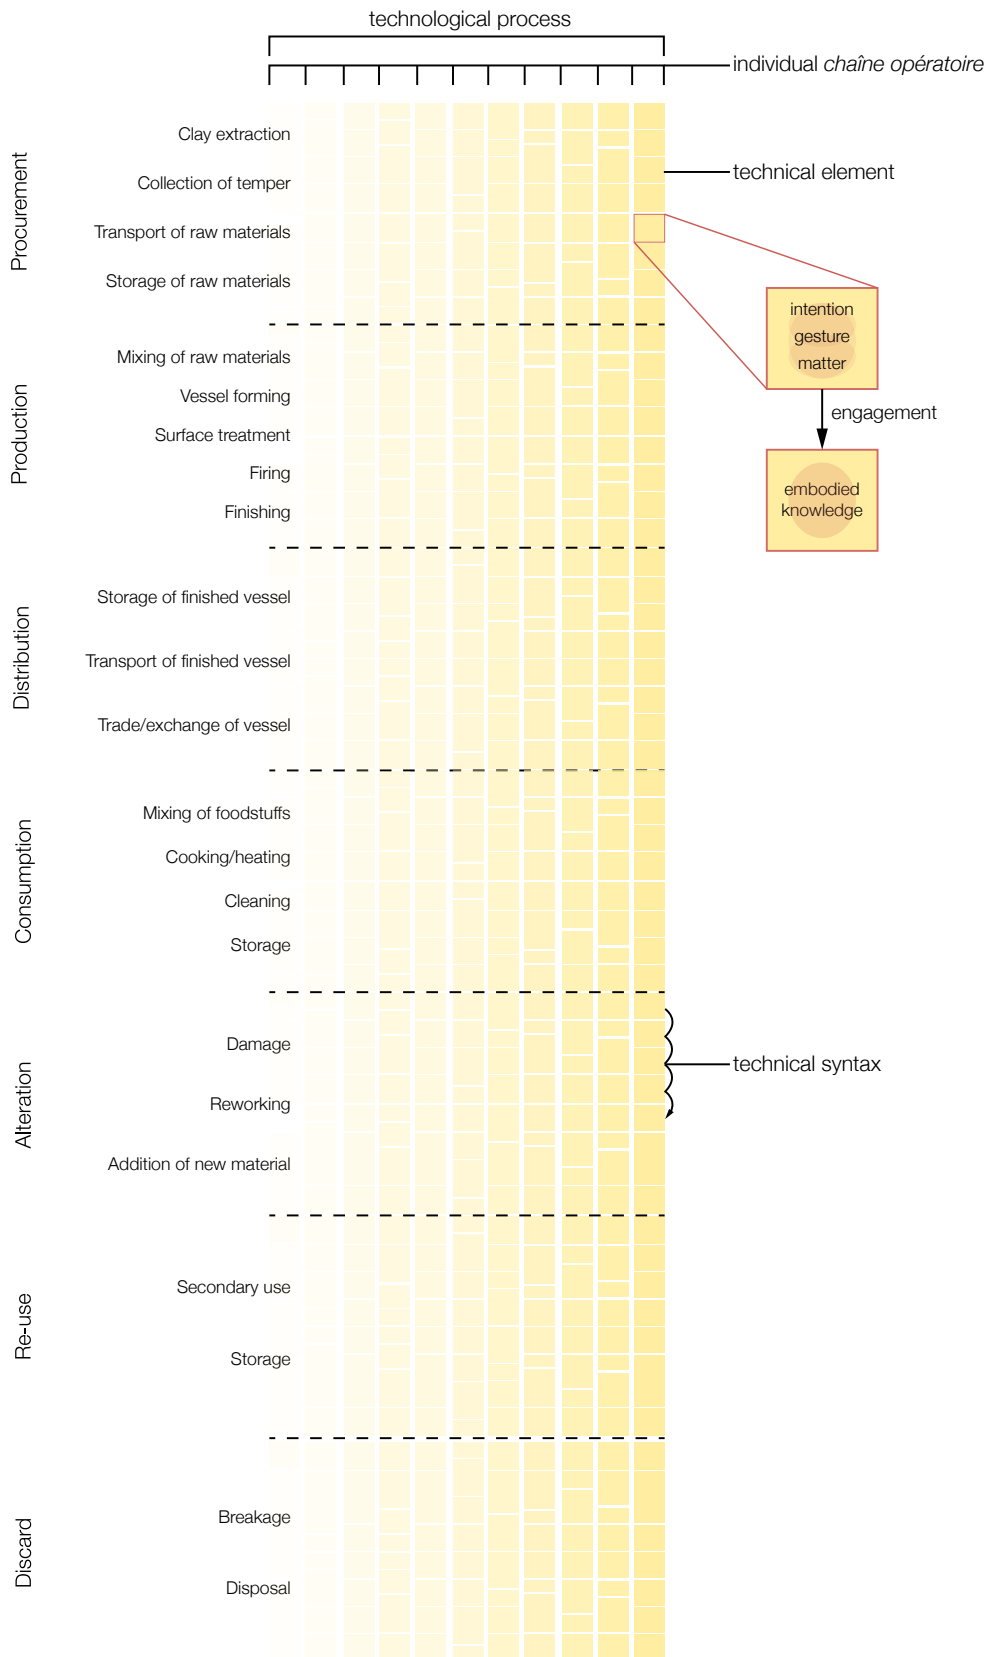 technological process
individual chaîne opératoire
Procurement
Clay extraction
Collection of temper
Transport of raw materials
Storage of raw materials
technical element
intention
gesture
matter
engagement
embodied
knowledge
Production
Mixing of raw materials
Vessel forming
Surface treatment
Firing
Finishing
Distribution
Storage of finished vessel
Transport of finished vessel
Trade/exchange of vessel
Consumption
Mixing of foodstuffs
Cooking/heating
Cleaning
Storage
Alteration
Damage
Reworking
Addition of new material
technical syntax
Re-use
Secondary use
Storage
Discard
Breakage
Disposal